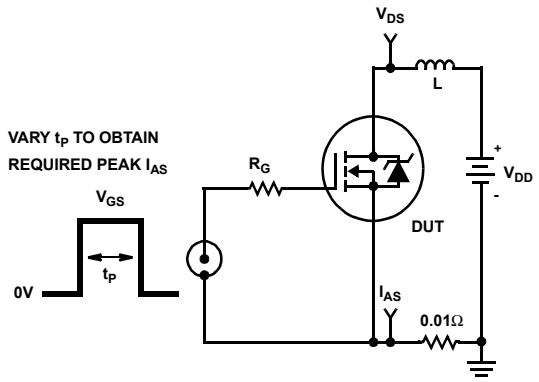 V_DS
L
VARY t_P TO OBTAIN
REQUIRED PEAK I_AS
R_G
+
V_DD
-
V_GS
DUT
t_P
0V
I_AS
0.01Ω